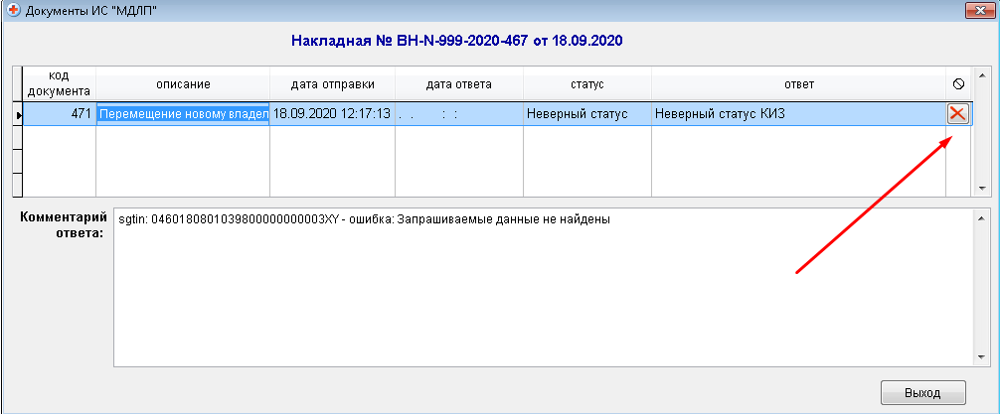 Документы ИС "МДЛП"
Накладная № ВН-N-999-2020-467 от 18.09.2020
код документа описание дата отправки дата ответа статус ответ
471 Перемещение новому владел 18.09.2020 12:17:13 . . : : Неверный статус Неверный статус КИЗ
Комментарий ответа:
sgtin: 04601808010398000000000003XY - ошибка: Запрашиваемые данные не найдены
Выход